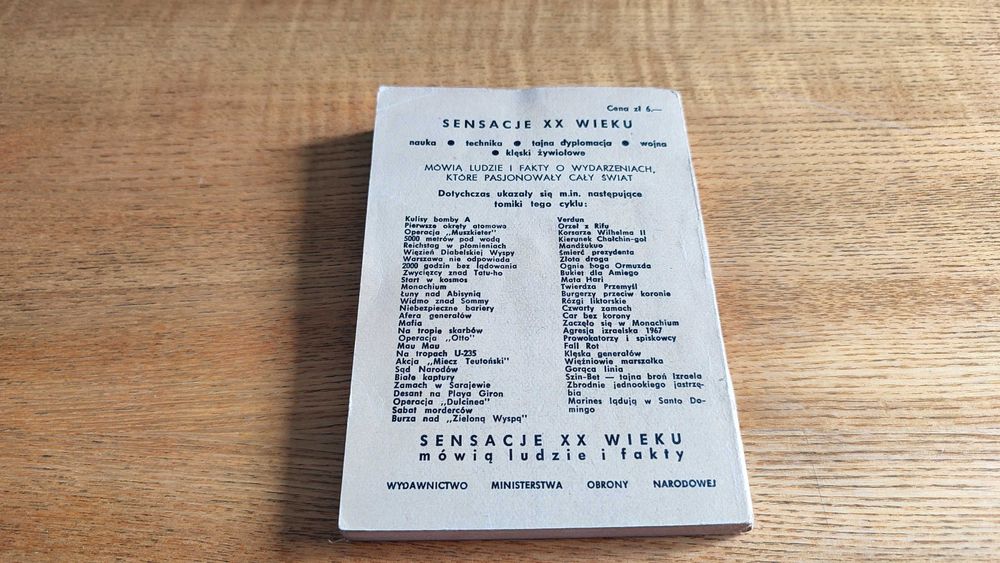 Cena zł 6.—
SENSACJE XX WIEKU
nauka ● technika ● tajna dyplomacja ● wojna
● klęski żywiołowe
MÓWIĄ LUDZIE I FAKTY O WYDARZENIACH,
KTÓRE PASJONOWAŁY CAŁY ŚWIAT
Dotychczas ukazały się m.in. następujące
tomiki tego cyklu:
Kulisy bomby A
Pierwsze okręty atomowe
Operacja „Muszkieter"
5000 metrów pod wodą
Reichstag w płomieniach
Więzień Diabelskiej Wyspy
Warszawa nie odpowiada
2000 godzin bez lądowania
Zwycięzcy znad Tatu-ho
Start w kosmos
Monachium
Łuny nad Abisynią
Widmo znad Sommy
Niebezpieczne bariery
Afera generałów
Mafia
Na tropie skarbów
Operacja „Otto"
Mau Mau
Na tropach U-235
Akcja „Miecz Teutoński"
Sąd Narodów
Białe kaptury
Zamach w Sarajewie
Desant na Playa Giron
Operacja „Dulcinea"
Sabat morderców
Burza nad „Zieloną Wyspą"
Verdun
Orzeł z Rifu
Korsarze Wilhelma II
Kierunek Chałchin-goł
Mandżukuo
Śmierć prezydenta
Złota droga
Ognie boga Ormuzda
Bukiet dla Amiego
Mata Hari
Twierdza Przemyśl
Burgerzy przeciw koronie
Rózgi liktorskie
Czwarty zamach
Car bez korony
Zaczęło się w Monachium
Agresja izraelska 1967
Prowokatorzy i spiskowcy
Fall Rot
Klęska generałów
Więźniowie marszałka
Gorąca linia
Szin-Bet — tajna broń Izraela
Zbrodnie jednookiego jastrzę-
bia
Marines lądują w Santo Do-
mingo
SENSACJE XX WIEKU
mówią ludzie i fakty
WYDAWNICTWO MINISTERSTWA OBRONY NARODOWEJ